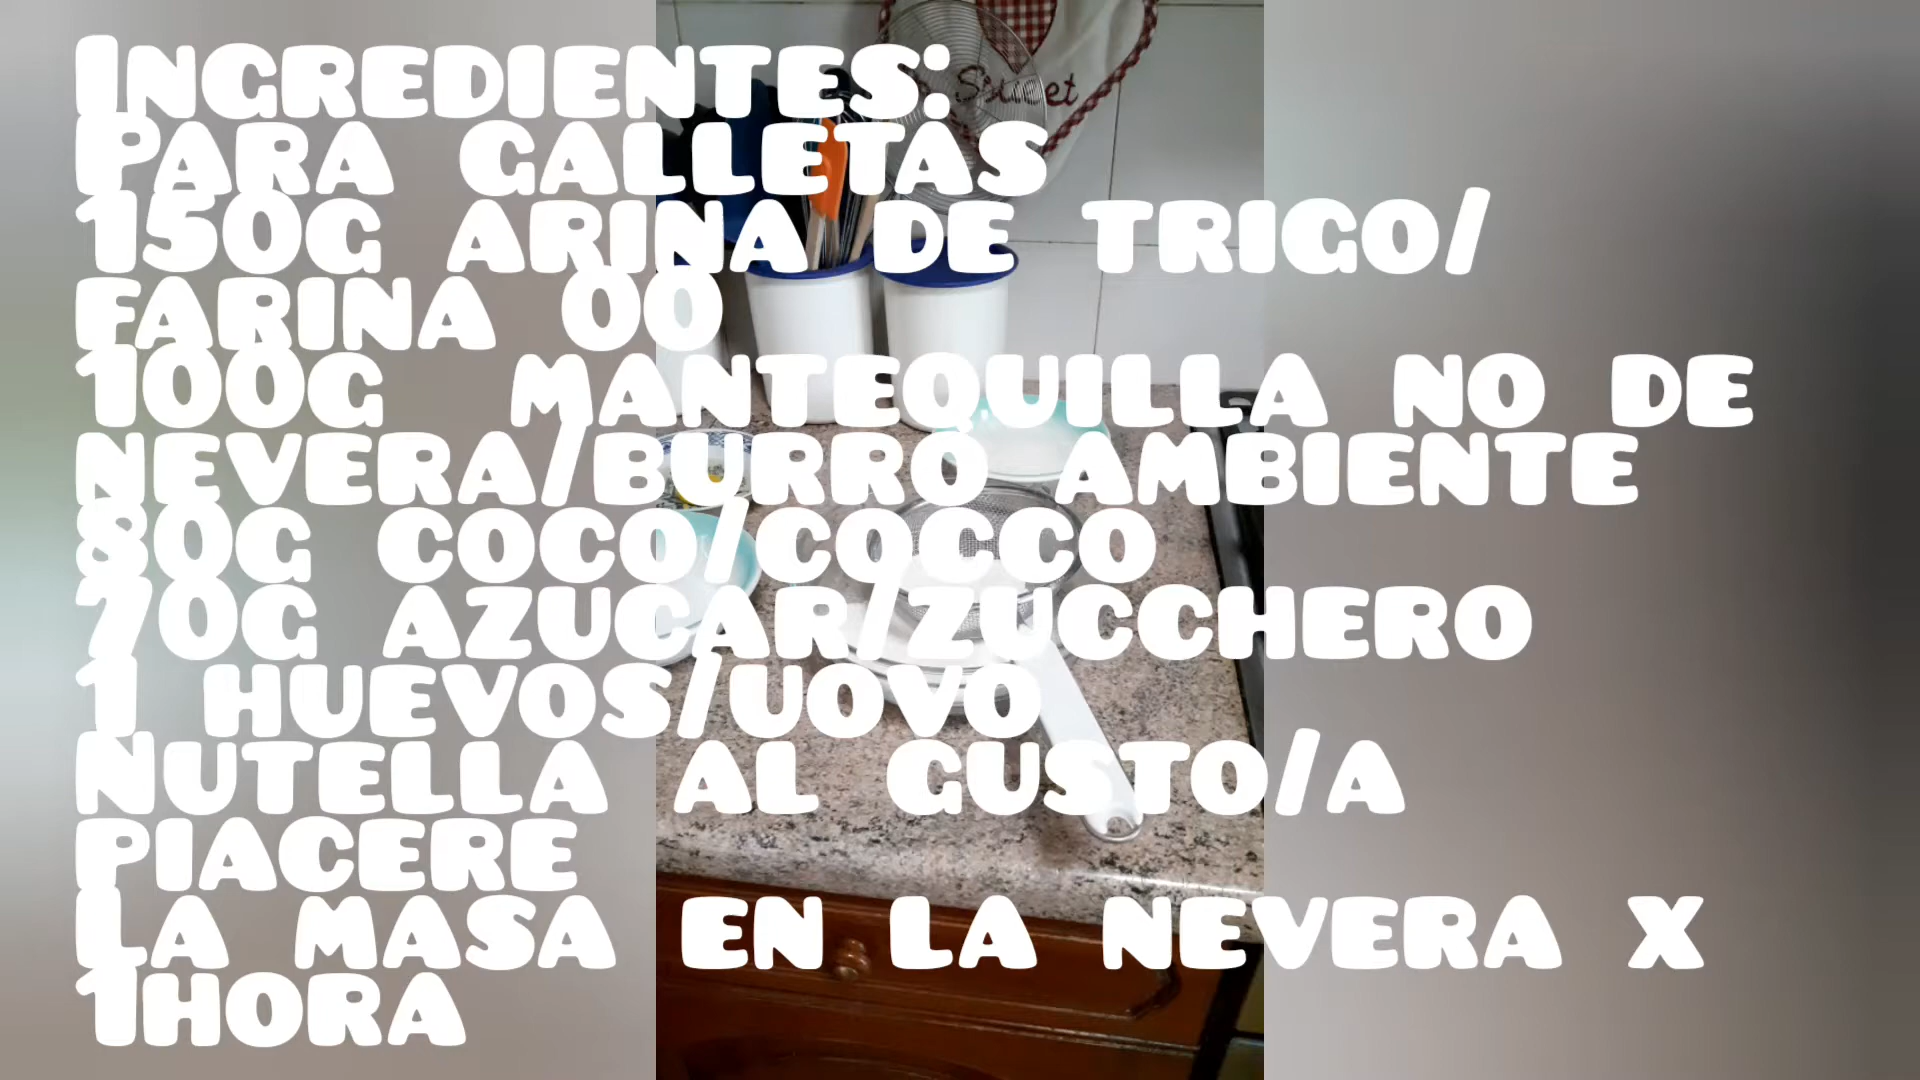 Ingredientes:
Para galletas
150g arina de trigo/
farina 00
100g mantequilla no de
nevera/burro ambiente
80g coco/cocco
70g azucar/zucchero
1 huevos/uovo
Nutella al gusto/a
piacere
La masa en la nevera x
1hora
Sweet